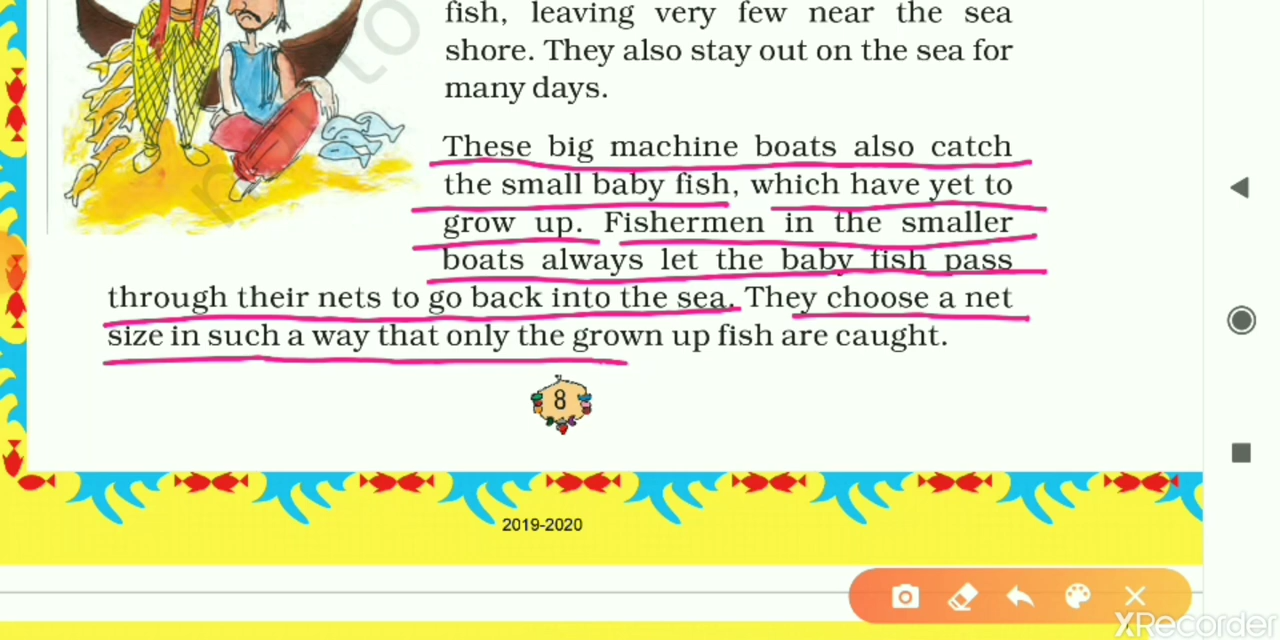 fish, leaving very few near the sea
shore. They also stay out on the sea for
many days.
These big machine boats also catch
the small baby fish, which have yet to
grow up. Fishermen in the smaller
boats always let the baby fish pass
through their nets to go back into the sea. They choose a net
size in such a way that only the grown up fish are caught.
8
2019-2020
XRecorder